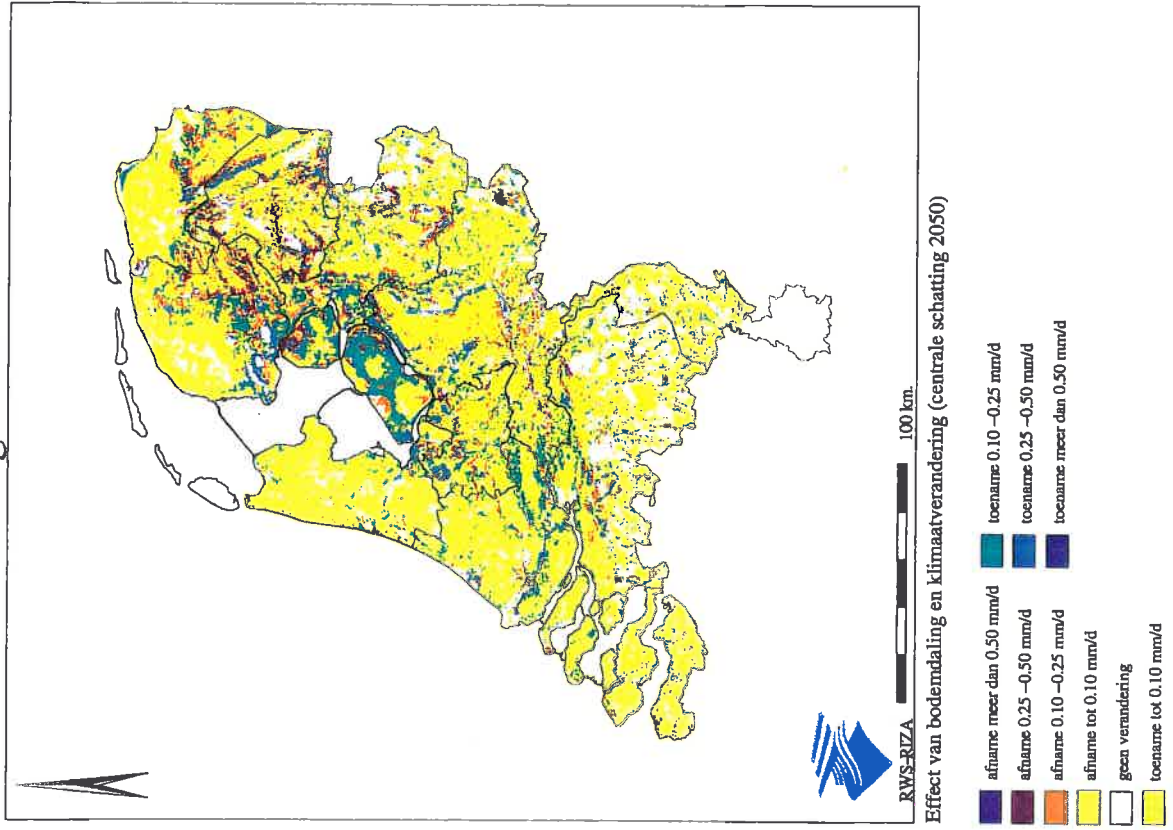 RWS-RIZA
100 km.
Effect van bodemdaling en klimaatverandering (centrale schatting 2050)
afname meer dan 0.50 mm/d
afname 0.25 -0.50 mm/d
afname 0.10 -0.25 mm/d
afname tot 0.10 mm/d
geen verandering
toename tot 0.10 mm/d
toename 0.10 -0.25 mm/d
toename 0.25 -0.50 mm/d
toename meer dan 0.50 mm/d